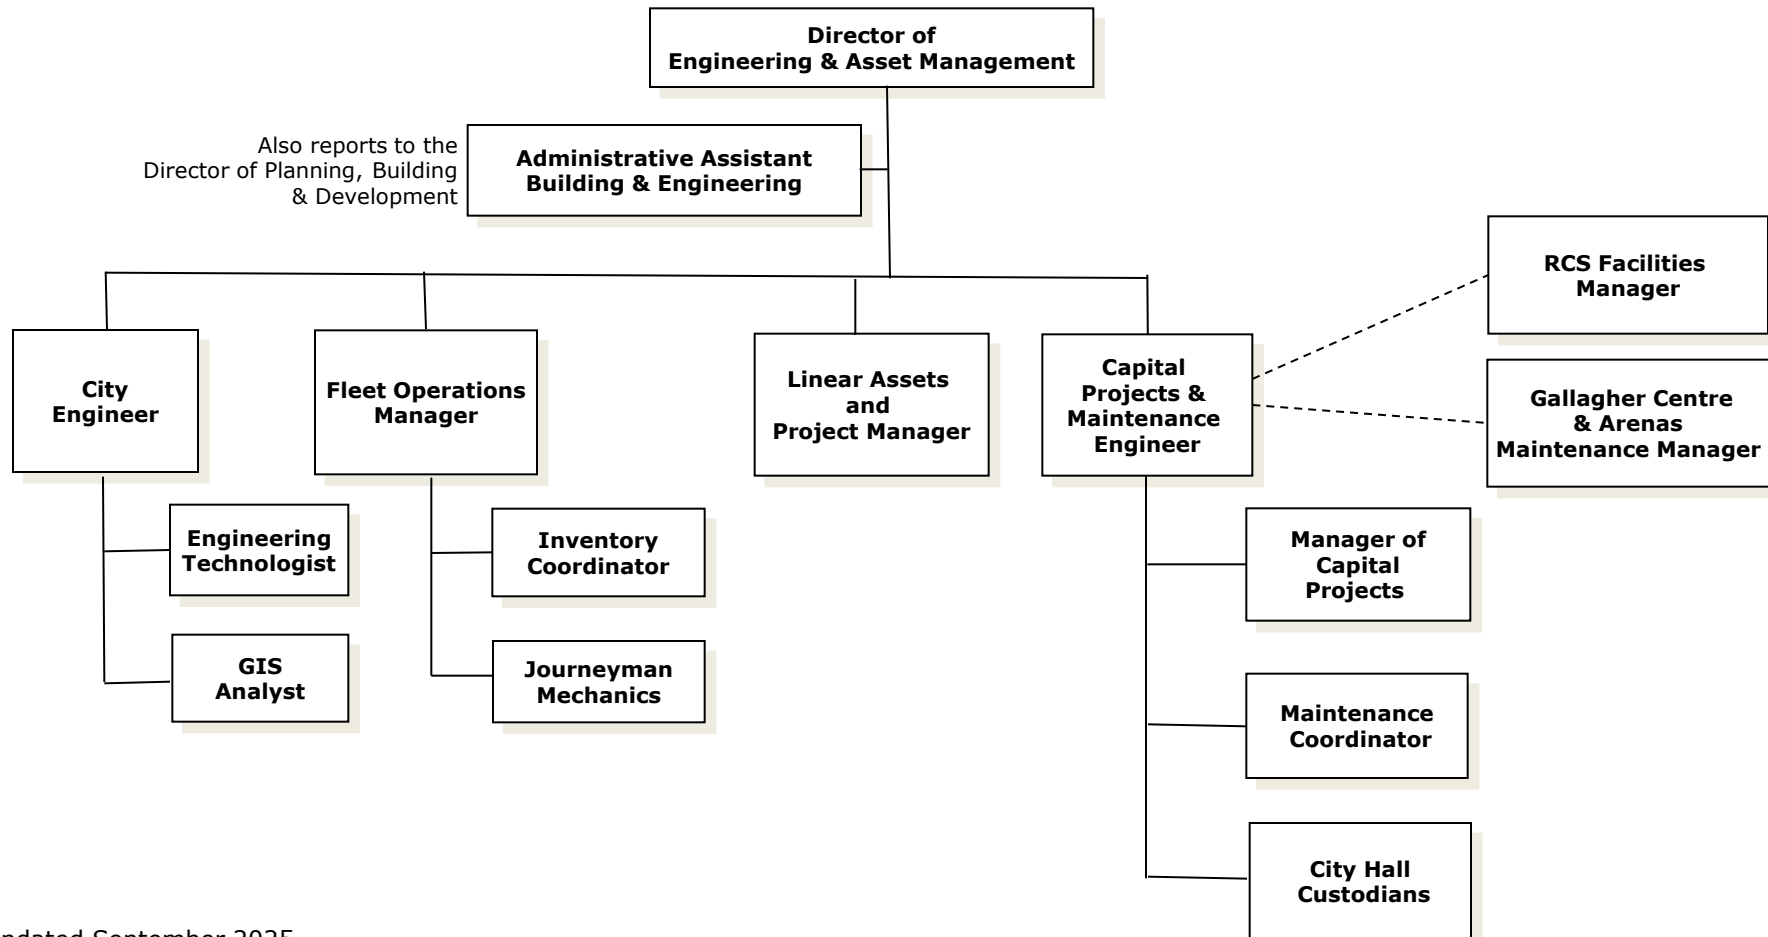 Director of
Engineering & Asset Management
Also reports to the
Director of Planning, Building
& Development
Administrative Assistant
Building & Engineering
RCS Facilities
Manager
Gallagher Centre
& Arenas
Maintenance Manager
City
Engineer
Fleet Operations
Manager
Linear Assets
and
Project Manager
Capital
Projects &
Maintenance
Engineer
Engineering
Technologist
GIS
Analyst
Inventory
Coordinator
Journeyman
Mechanics
Manager of
Capital
Projects
Maintenance
Coordinator
City Hall
Custodians
September 2025